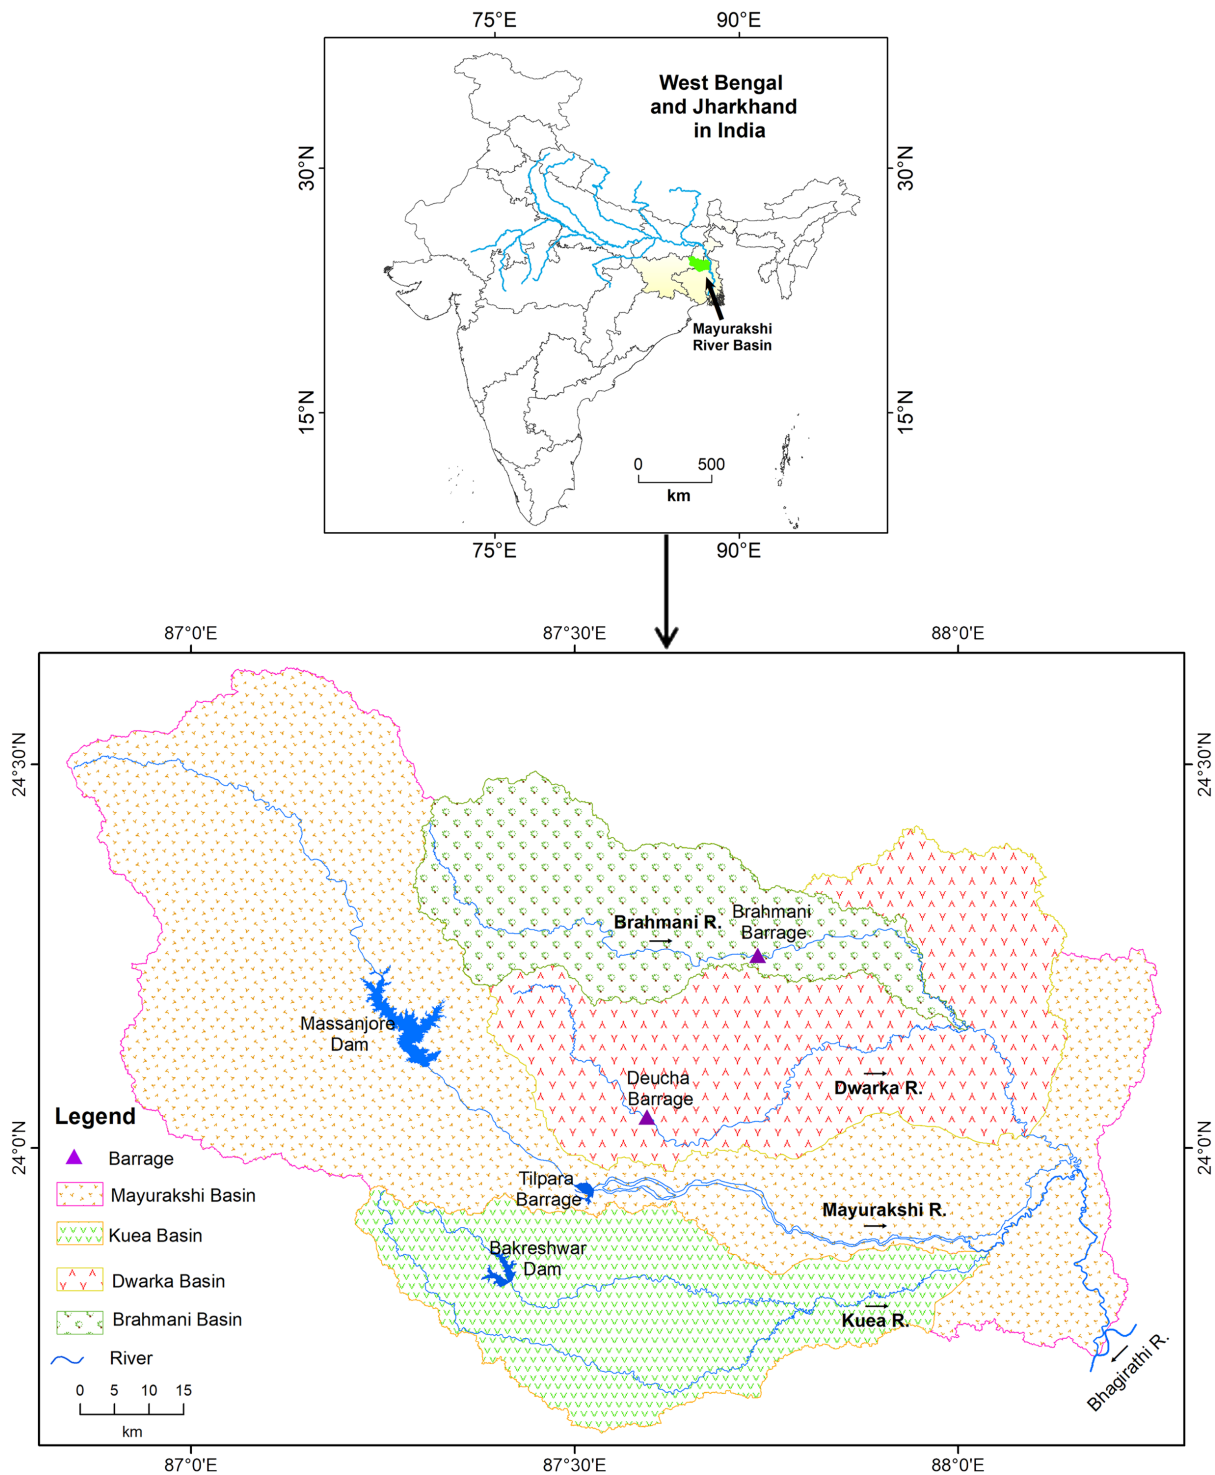 75°E 90°E
West Bengal
and Jharkhand
in India
30°N 30°N
Mayurakshi
River Basin
15°N 15°N
0 500
km
75°E 90°E
87°0'E 87°30'E 88°0'E
24°30'N 24°30'N
Brahmani R.
Brahmani
Barrage
Massanjore
Dam
Deucha
Barrage
Dwarka R.
24°0'N 24°0'N
Tilpara
Barrage
Mayurakshi R.
Bakreshwar
Dam
Kuea R.
Bhagirathi R.
Legend
Barrage
Mayurakshi Basin
Kuea Basin
Dwarka Basin
Brahmani Basin
River
0 5 10 15
km
87°0'E 87°30'E 88°0'E